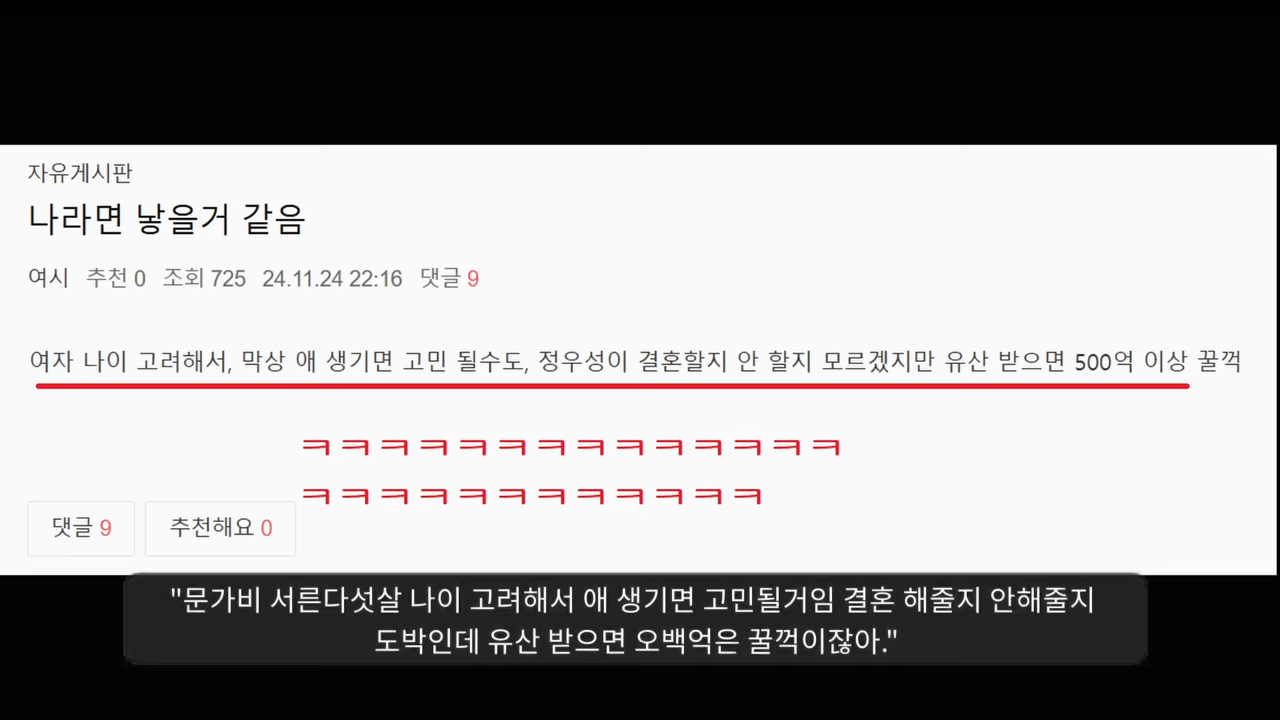 자유게시판
나라면 낳을거 같음
여시 추천 0 조회 725 24.11.24 22:16 댓글 9
여자 나이 고려해서, 막상 애 생기면 고민 될수도, 정우성이 결혼할지 안 할지 모르겠지만 유산 받으면 500억 이상 꿀꺽
ㅋㅋㅋㅋㅋㅋㅋㅋㅋㅋㅋㅋㅋㅋ
ㅋㅋㅋㅋㅋㅋㅋㅋㅋㅋㅋㅋ
댓글 9 추천해요 0
"문가비 서른다섯살 나이 고려해서 애 생기면 고민될거임 결혼 해줄지 안해줄지
도박인데 유산 받으면 오백억은 꿀꺽이잖아."